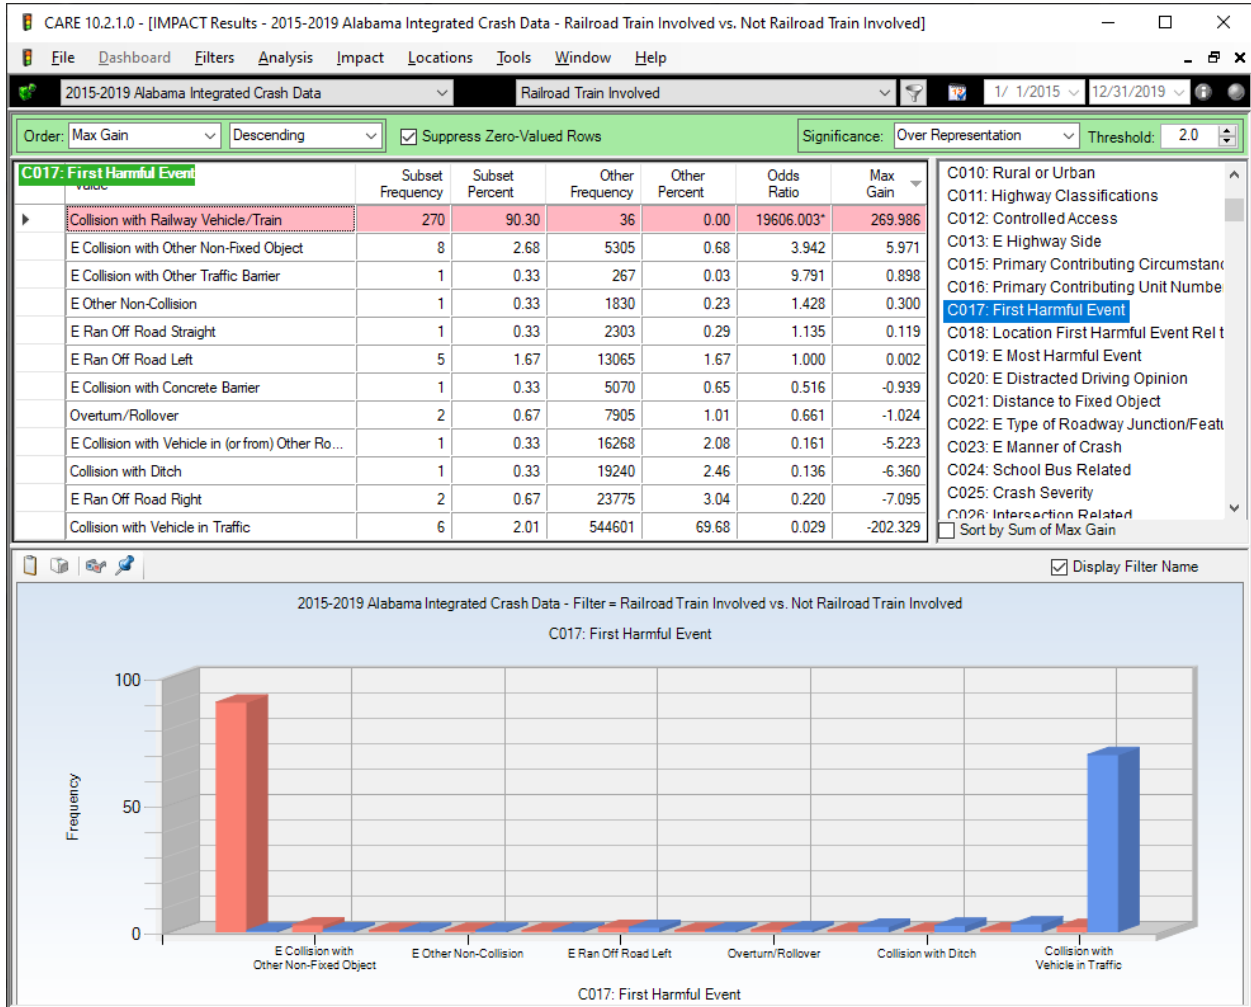 CARE 10.2.1.0 - [IMPACT Results - 2015-2019 Alabama Integrated Crash Data - Railroad Train Involved vs. Not Railroad Train Involved]
File Dashboard Filters Analysis Impact Locations Tools Window Help
2015-2019 Alabama Integrated Crash Data Railroad Train Involved 1/ 1/2015 12/31/2019
Order: Max Gain Descending Suppress Zero-Valued Rows Significance: Over Representation Threshold: 2.0
C017: First Harmful Event
Value Subset Frequency Subset Percent Other Frequency Other Percent Odds Ratio Max Gain
Collision with Railway Vehicle/Train 270 90.30 36 0.00 19606.003* 269.986
E Collision with Other Non-Fixed Object 8 2.68 5305 0.68 3.942 5.971
E Collision with Other Traffic Barrier 1 0.33 267 0.03 9.791 0.898
E Other Non-Collision 1 0.33 1830 0.23 1.428 0.300
E Ran Off Road Straight 1 0.33 2303 0.29 1.135 0.119
E Ran Off Road Left 5 1.67 13065 1.67 1.000 0.002
E Collision with Concrete Barrier 1 0.33 5070 0.65 0.516 -0.939
Overturn/Rollover 2 0.67 7905 1.01 0.661 -1.024
E Collision with Vehicle in (or from) Other Ro... 1 0.33 16268 2.08 0.161 -5.223
Collision with Ditch 1 0.33 19240 2.46 0.136 -6.360
E Ran Off Road Right 2 0.67 23775 3.04 0.220 -7.095
Collision with Vehicle in Traffic 6 2.01 544601 69.68 0.029 -202.329
C010: Rural or Urban
C011: Highway Classifications
C012: Controlled Access
C013: E Highway Side
C015: Primary Contributing Circumstanc
C016: Primary Contributing Unit Numbe
C017: First Harmful Event
C018: Location First Harmful Event Rel t
C019: E Most Harmful Event
C020: E Distracted Driving Opinion
C021: Distance to Fixed Object
C022: E Type of Roadway Junction/Featu
C023: E Manner of Crash
C024: School Bus Related
C025: Crash Severity
C026: Intersection Related
Sort by Sum of Max Gain
Display Filter Name
2015-2019 Alabama Integrated Crash Data - Filter = Railroad Train Involved vs. Not Railroad Train Involved
C017: First Harmful Event
100
50
0
Frequency
E Collision with Other Non-Fixed Object
E Other Non-Collision
E Ran Off Road Left
Overturn/Rollover
Collision with Ditch
Collision with Vehicle in Traffic
C017: First Harmful Event